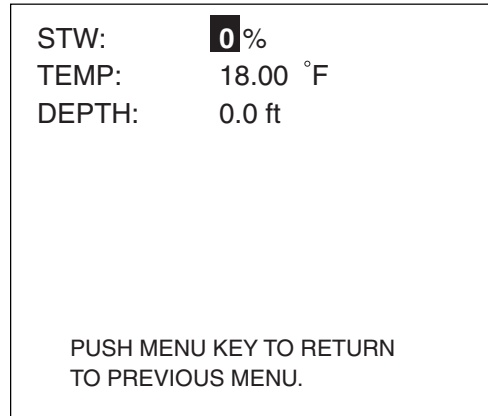 STW: 0 %
TEMP: 18.00 °F
DEPTH: 0.0 ft
PUSH MENU KEY TO RETURN
TO PREVIOUS MENU.